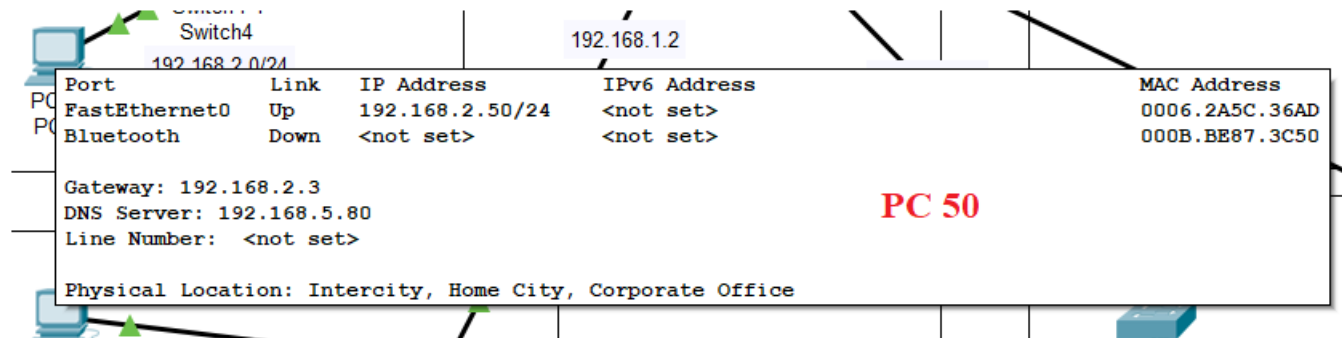 Switch4
192.168.1.2
192.168.2.0/24
Port Link IP Address IPv6 Address MAC Address
FastEthernet0 Up 192.168.2.50/24 <not set> 0006.2A5C.36AD
Bluetooth Down <not set> <not set> 000B.BE87.3C50
Gateway: 192.168.2.3
DNS Server: 192.168.5.80
Line Number: <not set>
Physical Location: Intercity, Home City, Corporate Office
PC 50